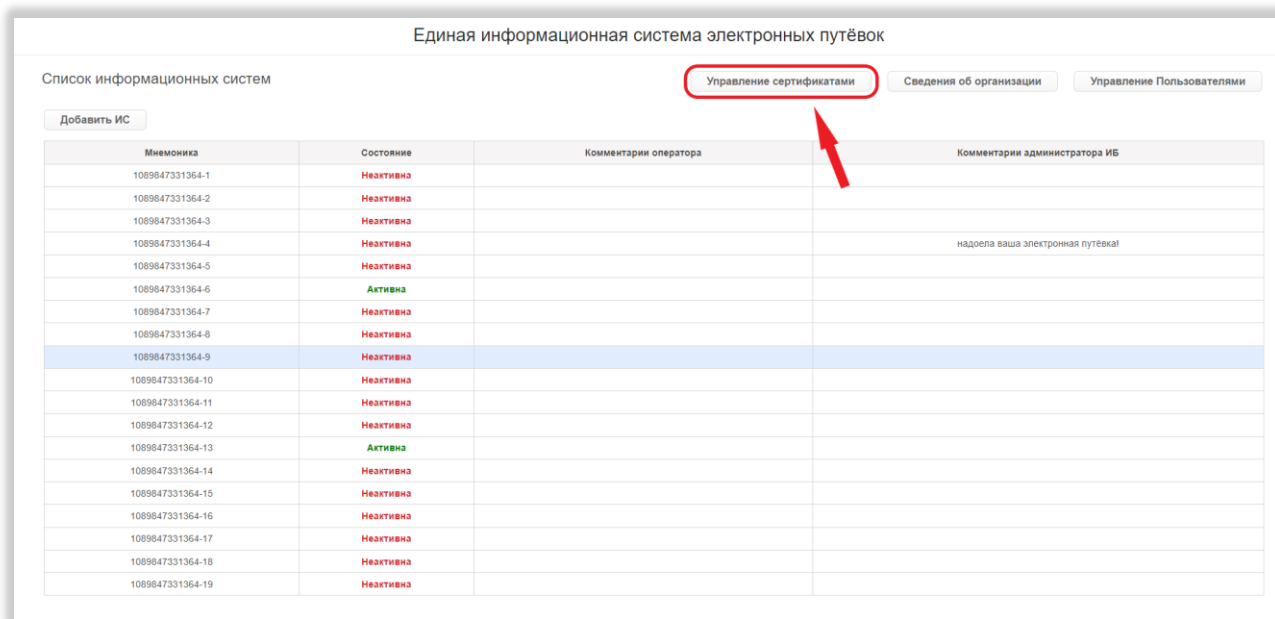 Единая информационная система электронных путёвок
Список информационных систем
Управление сертификатами
Сведения об организации
Управление Пользователями
Добавить ИС
Мнемоника Состояние Комментарии оператора Комментарии администратора ИБ
1089847331364-1 Неактивна
1089847331364-2 Неактивна
1089847331364-3 Неактивна
1089847331364-4 Неактивна надоела ваша электронная путёвка!
1089847331364-5 Неактивна
1089847331364-6 Активна
1089847331364-7 Неактивна
1089847331364-8 Неактивна
1089847331364-9 Неактивна
1089847331364-10 Неактивна
1089847331364-11 Неактивна
1089847331364-12 Неактивна
1089847331364-13 Активна
1089847331364-14 Неактивна
1089847331364-15 Неактивна
1089847331364-16 Неактивна
1089847331364-17 Неактивна
1089847331364-18 Неактивна
1089847331364-19 Неактивна